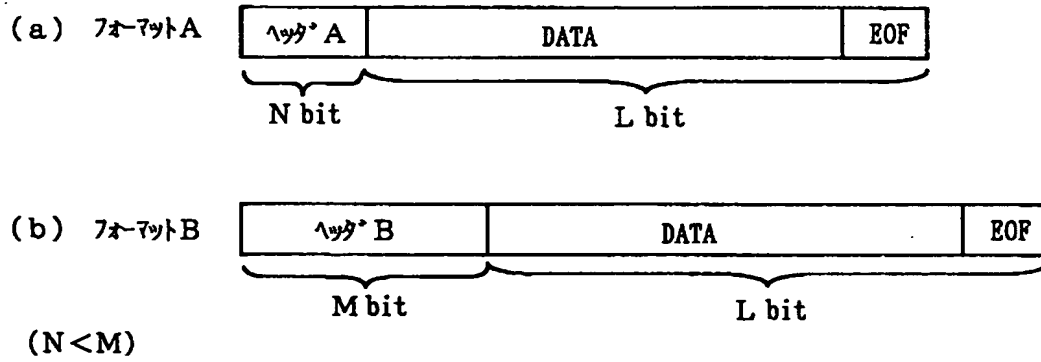 (a) フォーマットA ヘッダA DATA EOF
N bit L bit
(b) フォーマットB ヘッダB DATA EOF
M bit L bit
(N<M)